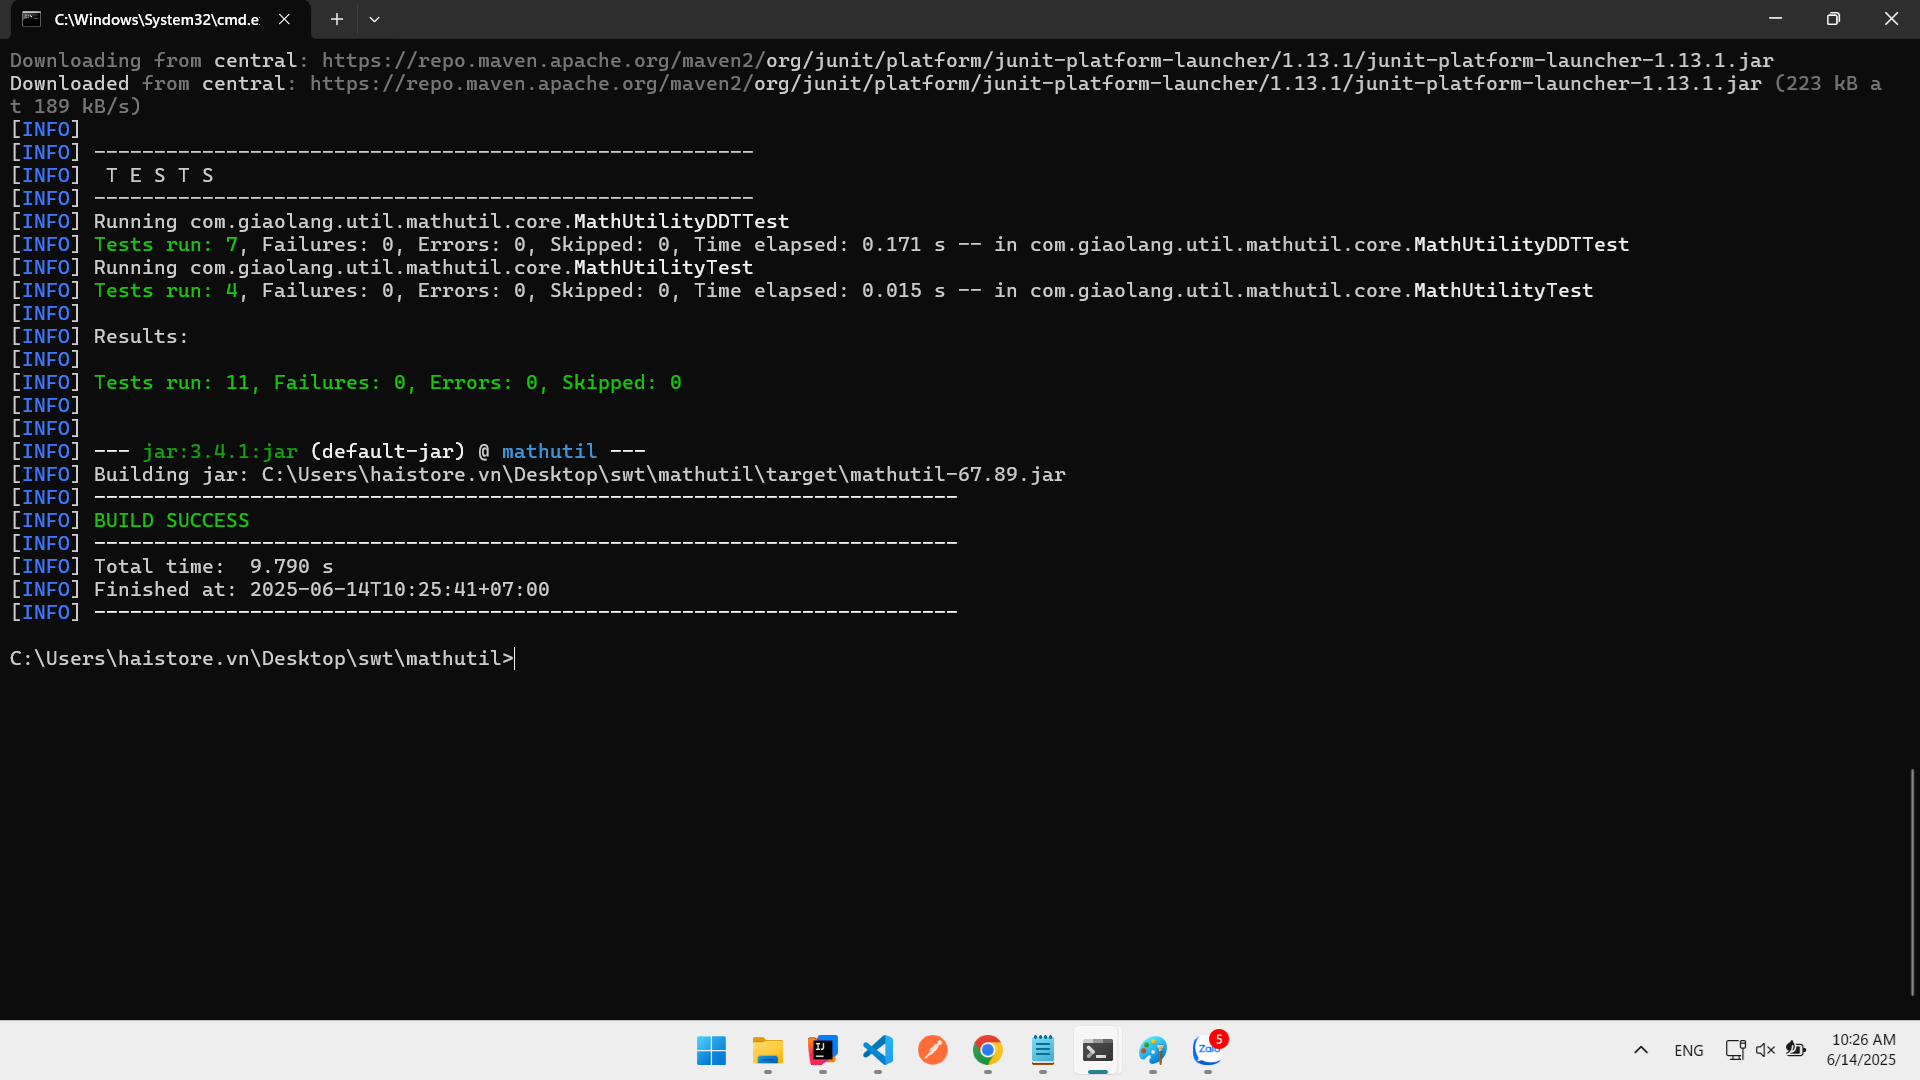 C:\Windows\System32\cmd.e
Downloading from central: https://repo.maven.apache.org/maven2/org/junit/platform/junit-platform-launcher/1.13.1/junit-platform-launcher-1.13.1.jar
Downloaded from central: https://repo.maven.apache.org/maven2/org/junit/platform/junit-platform-launcher/1.13.1/junit-platform-launcher-1.13.1.jar (223 kB a
t 189 kB/s)
[INFO]
[INFO] -------------------------------------------------------
[INFO]  T E S T S
[INFO] -------------------------------------------------------
[INFO] Running com.giaolang.util.mathutil.core.MathUtilityDDTTest
[INFO] Tests run: 7, Failures: 0, Errors: 0, Skipped: 0, Time elapsed: 0.171 s -- in com.giaolang.util.mathutil.core.MathUtilityDDTTest
[INFO] Running com.giaolang.util.mathutil.core.MathUtilityTest
[INFO] Tests run: 4, Failures: 0, Errors: 0, Skipped: 0, Time elapsed: 0.015 s -- in com.giaolang.util.mathutil.core.MathUtilityTest
[INFO]
[INFO] Results:
[INFO]
[INFO] Tests run: 11, Failures: 0, Errors: 0, Skipped: 0
[INFO]
[INFO]
[INFO] --- jar:3.4.1:jar (default-jar) @ mathutil ---
[INFO] Building jar: C:\Users\haistore.vn\Desktop\swt\mathutil\target\mathutil-67.89.jar
[INFO] ------------------------------------------------------------------------
[INFO] BUILD SUCCESS
[INFO] ------------------------------------------------------------------------
[INFO] Total time:  9.790 s
[INFO] Finished at: 2025-06-14T10:25:41+07:00
[INFO] ------------------------------------------------------------------------
C:\Users\haistore.vn\Desktop\swt\mathutil>
IJ
Zalo
5
ENG
10:26 AM
6/14/2025